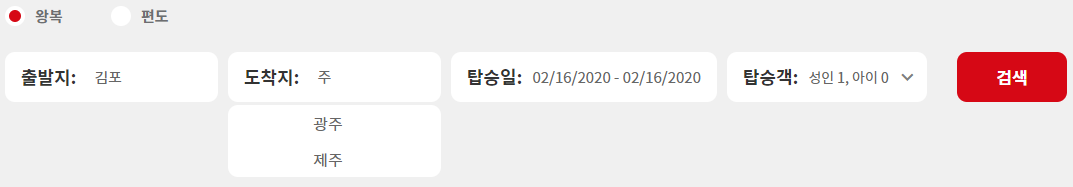 왕복 편도
출발지: 김포 도착지: 주 탑승일: 02/16/2020 - 02/16/2020 탑승객: 성인 1, 아이 0 검색
광주
제주